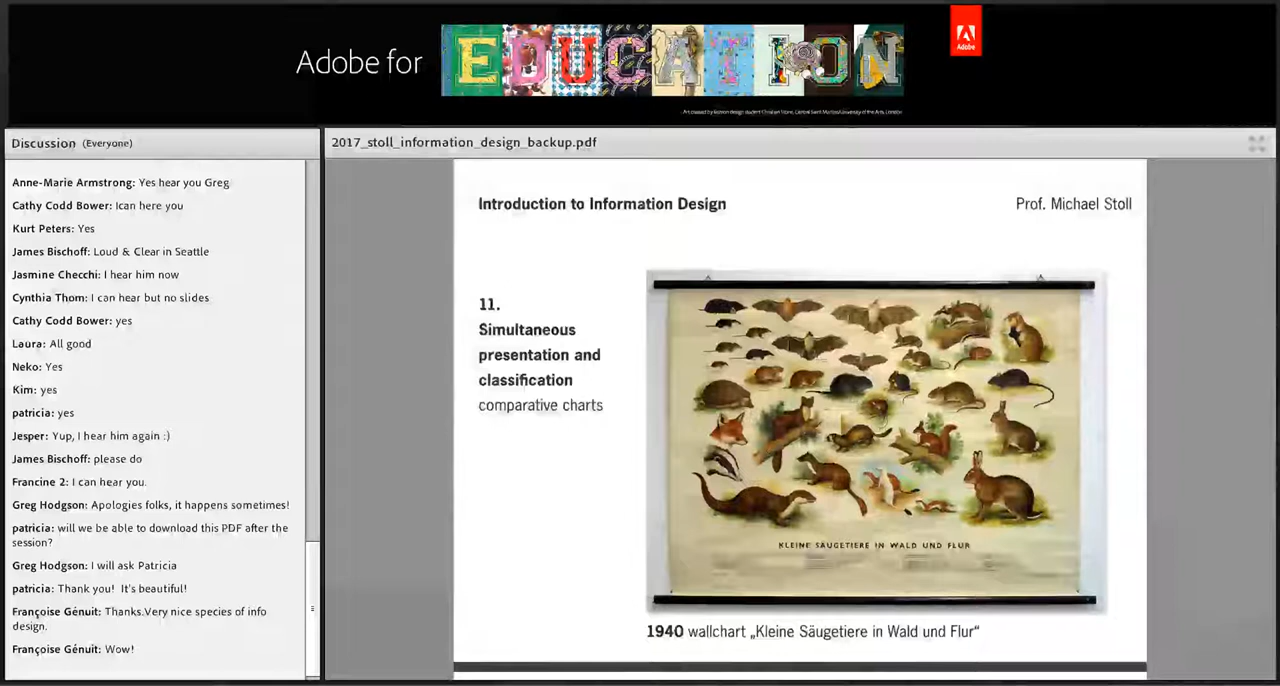 Adobe for EDUCATION
Adobe
Discussion (Everyone)
Anne-Marie Armstrong: Yes hear you Greg
Cathy Codd Bower: Ican here you
Kurt Peters: Yes
James Bischoff: Loud & Clear in Seattle
Jasmine Checchi: I hear him now
Cynthia Thom: I can hear but no slides
Cathy Codd Bower: yes
Laura: All good
Neko: Yes
Kim: yes
patricia: yes
Jesper: Yup, I hear him again :)
James Bischoff: please do
Francine 2: I can hear you.
Greg Hodgson: Apologies folks, it happens sometimes!
patricia: will we be able to download this PDF after the
session?
Greg Hodgson: I will ask Patricia
patricia: Thank you! It's beautiful!
Françoise Génuit: Thanks.Very nice species of info
design.
Françoise Génuit: Wow!
2017_stoll_information_design_backup.pdf
Introduction to Information Design
Prof. Michael Stoll
11.
Simultaneous
presentation and
classification
comparative charts
KLEINE SÄUGETIERE IN WALD UND FLUR
1940 wallchart „Kleine Säugetiere in Wald und Flur“